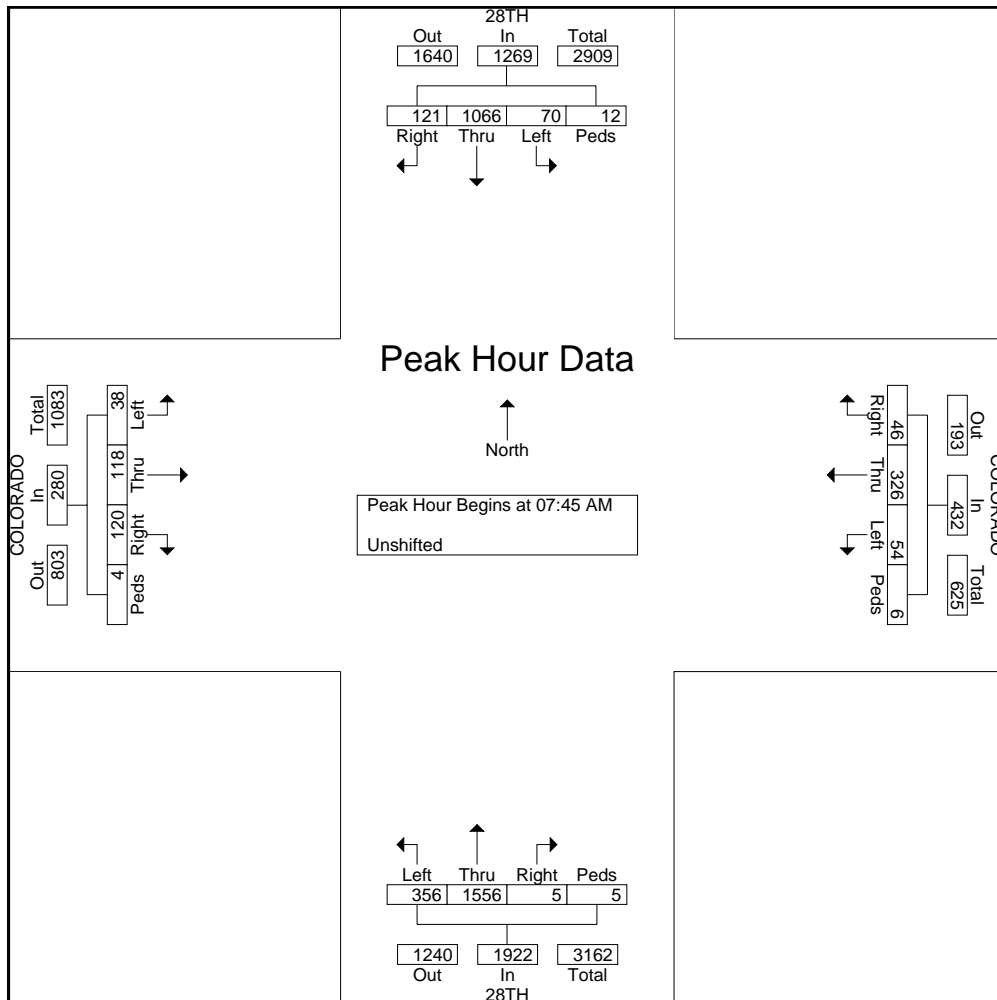 28TH
Out In Total
1640 1269 2909
121 1066 70 12
Right Thru Left Peds
Peak Hour Data
North
Peak Hour Begins at 07:45 AM
Unshifted
COLORADO
Total In Out
1083 280 803
38 118 120 4
Left Thru Right Peds
Right Thru Left Peds
46 326 54 6
Out In Total
193 432 625
COLORADO
Left Thru Right Peds
356 1556 5 5
1240 1922 3162
Out In Total
28TH